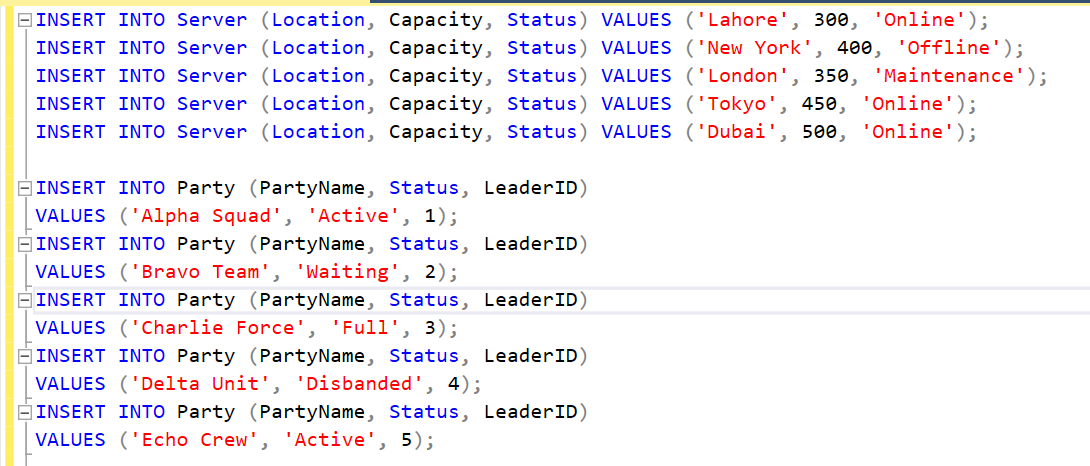 INSERT INTO Server (Location, Capacity, Status) VALUES ('Lahore', 300, 'Online');
INSERT INTO Server (Location, Capacity, Status) VALUES ('New York', 400, 'Offline');
INSERT INTO Server (Location, Capacity, Status) VALUES ('London', 350, 'Maintenance');
INSERT INTO Server (Location, Capacity, Status) VALUES ('Tokyo', 450, 'Online');
INSERT INTO Server (Location, Capacity, Status) VALUES ('Dubai', 500, 'Online');
INSERT INTO Party (PartyName, Status, LeaderID)
VALUES ('Alpha Squad', 'Active', 1);
INSERT INTO Party (PartyName, Status, LeaderID)
VALUES ('Bravo Team', 'Waiting', 2);
INSERT INTO Party (PartyName, Status, LeaderID)
VALUES ('Charlie Force', 'Full', 3);
INSERT INTO Party (PartyName, Status, LeaderID)
VALUES ('Delta Unit', 'Disbanded', 4);
INSERT INTO Party (PartyName, Status, LeaderID)
VALUES ('Echo Crew', 'Active', 5);